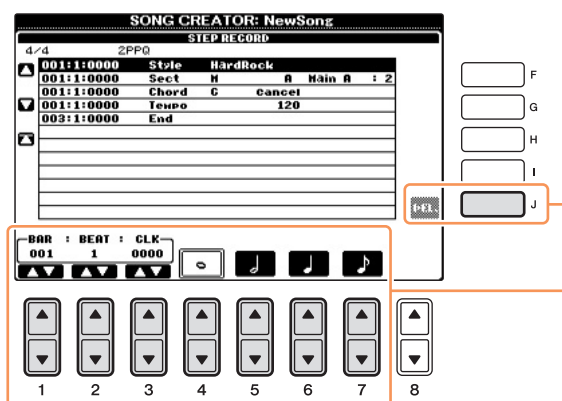 SONG CREATOR: NewSong
STEP RECORD
4/4 2PPQ
001:1:0000 Style HardRock
001:1:0000 Sect M A Main A : 2
001:1:0000 Chord C cancel
001:1:0000 Tempo 120
003:1:0000 End
F
G
H
I
DEL. J
BAR : BEAT : CLK
001 1 0000
1 2 3 4 5 6 7 8